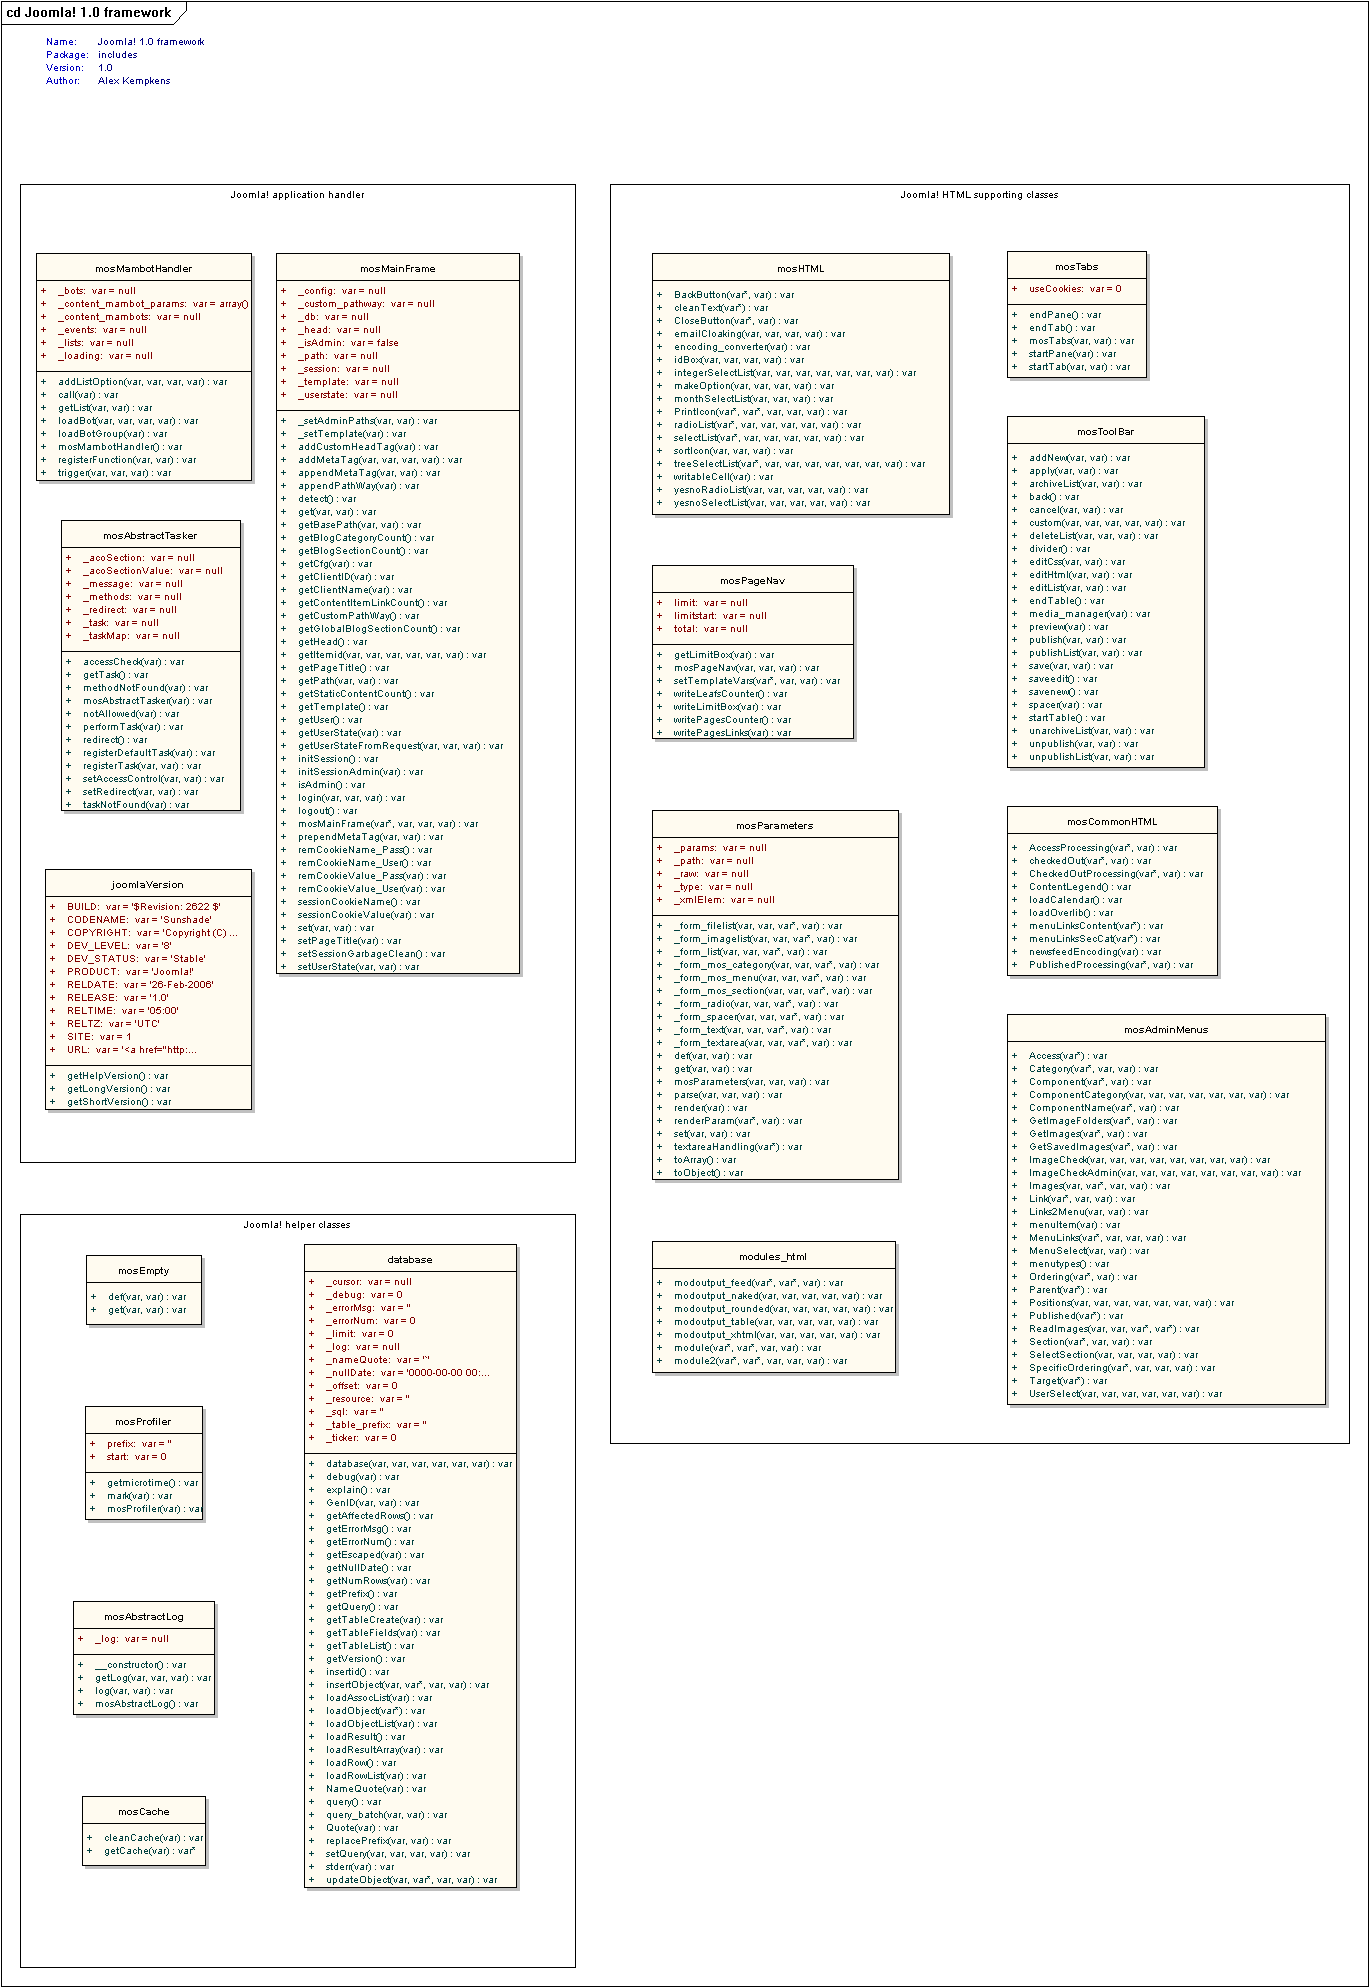 cd Joomla! 1.0 framework
Name: Joomla! 1.0 framework
Package: includes
Version: 1.0
Author: Alex Kempkens
Joomla! application handler
mosMambotHandler
+ _bots: var = null
+ _content_mambot_params: var = array()
+ _content_mambots: var = null
+ _events: var = null
+ _lists: var = null
+ _loading: var = null
+ addListOption(var, var, var, var) : var
+ call(var) : var
+ getList(var, var) : var
+ loadBot(var, var, var, var) : var
+ loadBotGroup(var) : var
+ mosMambotHandler() : var
+ registerFunction(var, var) : var
+ trigger(var, var, var) : var
mosAbstractTasker
+ _acoSection: var = null
+ _acoSectionValue: var = null
+ _message: var = null
+ _methods: var = null
+ _redirect: var = null
+ _task: var = null
+ _taskMap: var = null
+ accessCheck(var) : var
+ getTask() : var
+ methodNotFound(var) : var
+ mosAbstractTasker(var) : var
+ notAllowed(var) : var
+ performTask(var) : var
+ redirect() : var
+ registerDefaultTask(var) : var
+ registerTask(var, var) : var
+ setAccessControl(var, var) : var
+ setRedirect(var, var) : var
+ taskNotFound(var) : var
joomlaVersion
+ BUILD: var = '$Revision: 2622 $'
+ CODENAME: var = 'Sunshade'
+ COPYRIGHT: var = 'Copyright (C) ...
+ DEV_LEVEL: var = '8'
+ DEV_STATUS: var = 'Stable'
+ PRODUCT: var = 'Joomla!'
+ RELDATE: var = '26-Feb-2006'
+ RELEASE: var = '1.0'
+ RELTIME: var = '05:00'
+ RELTZ: var = 'UTC'
+ SITE: var = 1
+ URL: var = '<a href="http:...
+ getHelpVersion() : var
+ getLongVersion() : var
+ getShortVersion() : var
mosMainFrame
+ _config: var = null
+ _custom_pathway: var = null
+ _db: var = null
+ _head: var = null
+ _isAdmin: var = false
+ _path: var = null
+ _session: var = null
+ _template: var = null
+ _userstate: var = null
+ _setAdminPaths(var, var) : var
+ _setTemplate(var) : var
+ addCustomHeadTag(var) : var
+ addMetaTag(var, var, var, var) : var
+ appendMetaTag(var, var) : var
+ appendPathWay(var) : var
+ detect() : var
+ get(var, var) : var
+ getBasePath(var, var) : var
+ getBlogCategoryCount() : var
+ getBlogSectionCount() : var
+ getCfg(var) : var
+ getClientID(var) : var
+ getClientName(var) : var
+ getContentItemLinkCount() : var
+ getCustomPathWay() : var
+ getGlobalBlogSectionCount() : var
+ getHead() : var
+ getItemid(var, var, var, var, var, var) : var
+ getPageTitle() : var
+ getPath(var, var) : var
+ getStaticContentCount() : var
+ getTemplate() : var
+ getUser() : var
+ getUserState(var) : var
+ getUserStateFromRequest(var, var, var) : var
+ initSession() : var
+ initSessionAdmin(var) : var
+ isAdmin() : var
+ login(var, var, var) : var
+ logout() : var
+ mosMainFrame(var*, var, var, var) : var
+ prependMetaTag(var, var) : var
+ remCookieName_Pass() : var
+ remCookieName_User() : var
+ remCookieValue_Pass(var) : var
+ remCookieValue_User(var) : var
+ sessionCookieName() : var
+ sessionCookieValue(var) : var
+ set(var, var) : var
+ setPageTitle(var) : var
+ setSessionGarbageClean() : var
+ setUserState(var, var) : var
Joomla! HTML supporting classes
mosHTML
+ BackButton(var*, var) : var
+ cleanText(var*) : var
+ CloseButton(var*, var) : var
+ emailCloaking(var, var, var, var) : var
+ encoding_converter(var) : var
+ idBox(var, var, var, var) : var
+ integerSelectList(var, var, var, var, var, var, var) : var
+ makeOption(var, var, var, var) : var
+ monthSelectList(var, var, var) : var
+ PrintIcon(var*, var*, var, var, var) : var
+ radioList(var*, var, var, var, var, var) : var
+ selectList(var*, var, var, var, var, var) : var
+ sortIcon(var, var, var) : var
+ treeSelectList(var*, var, var, var, var, var, var, var) : var
+ writableCell(var) : var
+ yesnoRadioList(var, var, var, var, var) : var
+ yesnoSelectList(var, var, var, var, var) : var
mosPageNav
+ limit: var = null
+ limitstart: var = null
+ total: var = null
+ getLimitBox(var) : var
+ mosPageNav(var, var, var) : var
+ setTemplateVars(var*, var, var) : var
+ writeLeafsCounter() : var
+ writeLimitBox(var) : var
+ writePagesCounter() : var
+ writePagesLinks(var) : var
mosParameters
+ _params: var = null
+ _path: var = null
+ _raw: var = null
+ _type: var = null
+ _xmlElem: var = null
+ _form_filelist(var, var, var*, var) : var
+ _form_imagelist(var, var, var*, var) : var
+ _form_list(var, var, var*, var) : var
+ _form_mos_category(var, var, var*, var) : var
+ _form_mos_menu(var, var, var*, var) : var
+ _form_mos_section(var, var, var*, var) : var
+ _form_radio(var, var, var*, var) : var
+ _form_spacer(var, var, var*, var) : var
+ _form_text(var, var, var*, var) : var
+ _form_textarea(var, var, var*, var) : var
+ def(var, var) : var
+ get(var, var) : var
+ mosParameters(var, var, var) : var
+ parse(var, var, var) : var
+ render(var) : var
+ renderParam(var*, var) : var
+ set(var, var) : var
+ textareaHandling(var*) : var
+ toArray() : var
+ toObject() : var
modules_html
+ modoutput_feed(var*, var*, var) : var
+ modoutput_naked(var, var, var, var, var) : var
+ modoutput_rounded(var, var, var, var, var) : var
+ modoutput_table(var, var, var, var, var) : var
+ modoutput_xhtml(var, var, var, var, var) : var
+ module(var*, var*, var, var) : var
+ module2(var*, var*, var, var, var) : var
mosTabs
+ useCookies: var = 0
+ endPane() : var
+ endTab() : var
+ mosTabs(var, var) : var
+ startPane(var) : var
+ startTab(var, var) : var
mosToolBar
+ addNew(var, var) : var
+ apply(var, var) : var
+ archiveList(var, var) : var
+ back() : var
+ cancel(var, var) : var
+ custom(var, var, var, var, var) : var
+ deleteList(var, var, var) : var
+ divider() : var
+ editCss(var, var) : var
+ editHtml(var, var) : var
+ editList(var, var) : var
+ endTable() : var
+ media_manager(var, var) : var
+ preview(var, var) : var
+ publish(var, var) : var
+ publishList(var, var) : var
+ save(var, var) : var
+ saveedit() : var
+ savenew() : var
+ spacer(var) : var
+ startTable() : var
+ unarchiveList(var, var) : var
+ unpublish(var, var) : var
+ unpublishList(var, var) : var
mosCommonHTML
+ AccessProcessing(var*, var) : var
+ checkedOut(var*, var) : var
+ CheckedOutProcessing(var*, var) : var
+ ContentLegend() : var
+ loadCalendar() : var
+ loadOverlib() : var
+ menuLinksContent(var*) : var
+ menuLinksSecCat(var*) : var
+ newsfeedEncoding(var) : var
+ PublishedProcessing(var*, var) : var
mosAdminMenus
+ Access(var*) : var
+ Category(var*, var, var) : var
+ Component(var*, var) : var
+ ComponentCategory(var, var, var, var, var, var, var) : var
+ ComponentName(var*, var) : var
+ GetImageFolders(var*, var) : var
+ GetImages(var*, var) : var
+ GetSavedImages(var*, var) : var
+ ImageCheck(var, var, var, var, var, var, var, var) : var
+ ImageCheckAdmin(var, var, var, var, var, var, var, var) : var
+ Images(var, var*, var, var) : var
+ Link(var*, var, var) : var
+ Links2Menu(var, var) : var
+ menuItem(var) : var
+ MenuLinks(var*, var, var, var) : var
+ MenuSelect(var, var) : var
+ menutypes() : var
+ Ordering(var*, var) : var
+ Parent(var*) : var
+ Positions(var, var, var, var, var, var, var) : var
+ Published(var*) : var
+ ReadImages(var, var, var*, var*) : var
+ Section(var*, var, var) : var
+ SelectSection(var, var, var) : var
+ SpecificOrdering(var*, var, var, var) : var
+ Target(var*) : var
+ UserSelect(var, var, var, var, var, var) : var
Joomla! helper classes
mosEmpty
+ def(var, var) : var
+ get(var, var) : var
mosProfiler
+ prefix: var = ''
+ start: var = 0
+ getmicrotime() : var
+ mark(var) : var
+ mosProfiler(var) : var
mosAbstractLog
+ _log: var = null
+ __constructor() : var
+ getLog(var, var, var) : var
+ log(var, var) : var
+ mosAbstractLog() : var
mosCache
+ cleanCache(var) : var
+ getCache(var) : var*
database
+ _cursor: var = null
+ _debug: var = 0
+ _errorMsg: var = ''
+ _errorNum: var = 0
+ _limit: var = 0
+ _log: var = null
+ _nameQuote: var = '`'
+ _nullDate: var = '0000-00-00 00:...
+ _offset: var = 0
+ _resource: var = ''
+ _sql: var = ''
+ _table_prefix: var = ''
+ _ticker: var = 0
+ database(var, var, var, var, var, var) : var
+ debug(var) : var
+ explain() : var
+ GenID(var, var) : var
+ getAffectedRows() : var
+ getErrorMsg() : var
+ getErrorNum() : var
+ getEscaped(var) : var
+ getNullDate() : var
+ getNumRows(var) : var
+ getPrefix() : var
+ getQuery() : var
+ getTableCreate(var) : var
+ getTableFields(var) : var
+ getTableList() : var
+ getVersion() : var
+ insertid() : var
+ insertObject(var, var*, var, var) : var
+ loadAssocList(var) : var
+ loadObject(var*) : var
+ loadObjectList(var) : var
+ loadResult() : var
+ loadResultArray(var) : var
+ loadRow() : var
+ loadRowList(var) : var
+ NameQuote(var) : var
+ query() : var
+ query_batch(var, var) : var
+ Quote(var) : var
+ replacePrefix(var, var) : var
+ setQuery(var, var, var, var) : var
+ stderr(var) : var
+ updateObject(var, var*, var, var) : var